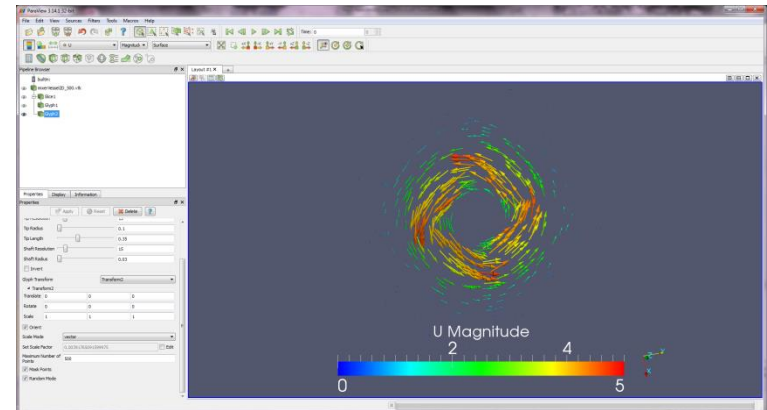 ParaView 3.14.1 32-bit
File Edit View Sources Filters Tools Macros Help
Time: 0
U Magnitude Surface
Pipeline Browser
Layout #1
builtin:
Slice1
Glyph1
Glyph2
Properties Display Information
Properties
Apply Reset Delete ?
Tip Radius 0.1
Tip Length 0.35
Shaft Resolution 15
Shaft Radius 0.03
Invert
Glyph Transform Transform2
Transform2
Translate 0 0 0
Rotate 0 0 0
Scale 1 1 1
Orient
Scale Mode vector
Set Scale Factor Edit
Maximum Number of Points 500
Mask Points
Random Mode
U Magnitude
2 4
0 5